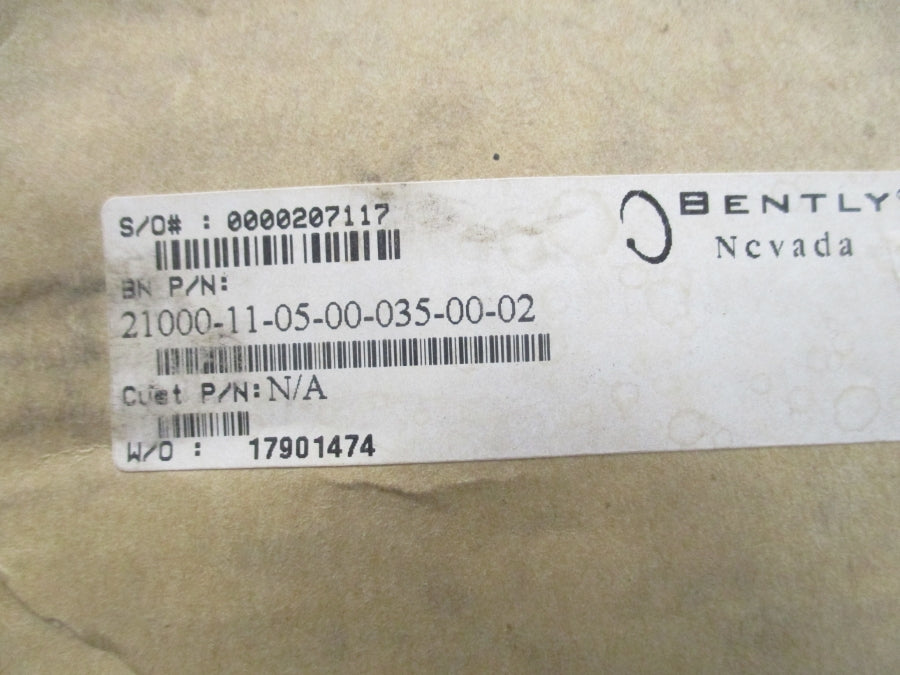 S/O# : 0000207117
BENTLY
Nevada
BN P/N:
21000-11-05-00-035-00-02
Cust P/N: N/A
W/O : 17901474